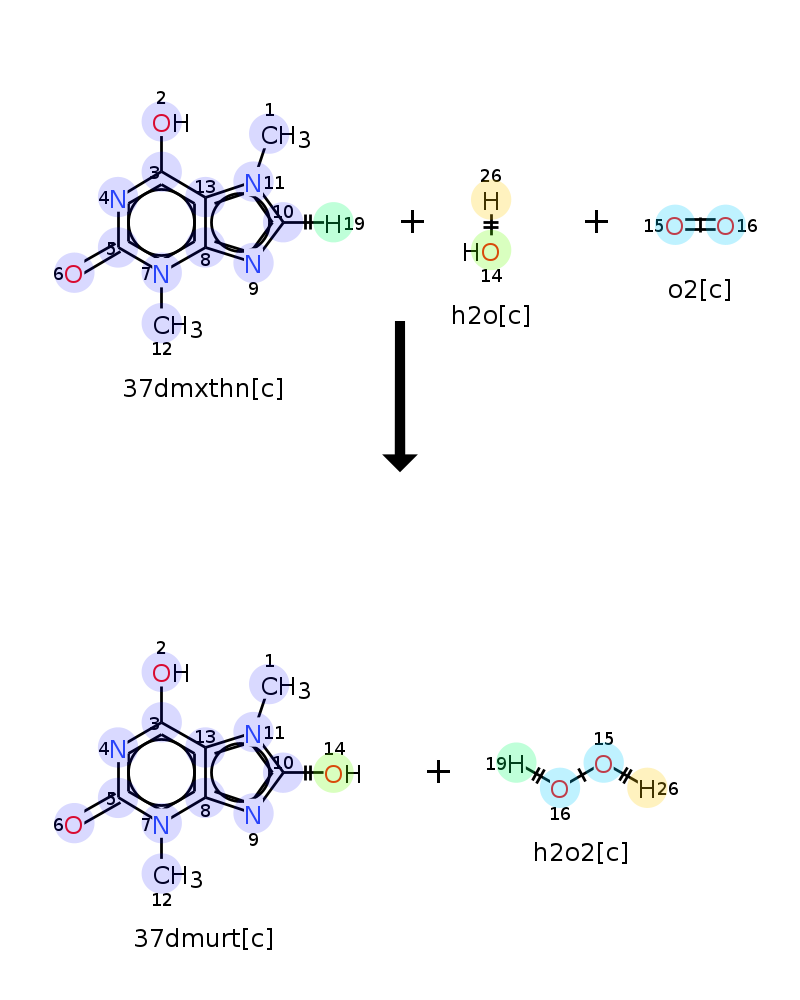 2
OH
1
CH3
3
4 N
13
N 11
10
H 19
5
6 O
7 N
8
N
9
CH3
12
37dmxthn[c]
+
26
H
HO
14
h2o[c]
+
15 O O 16
o2[c]
2
OH
1
CH3
3
4 N
13
N 11
10
14
OH
5
6 O
7 N
8
N
9
CH3
12
37dmurt[c]
+
19 H
15
O
O
16
H 26
h2o2[c]